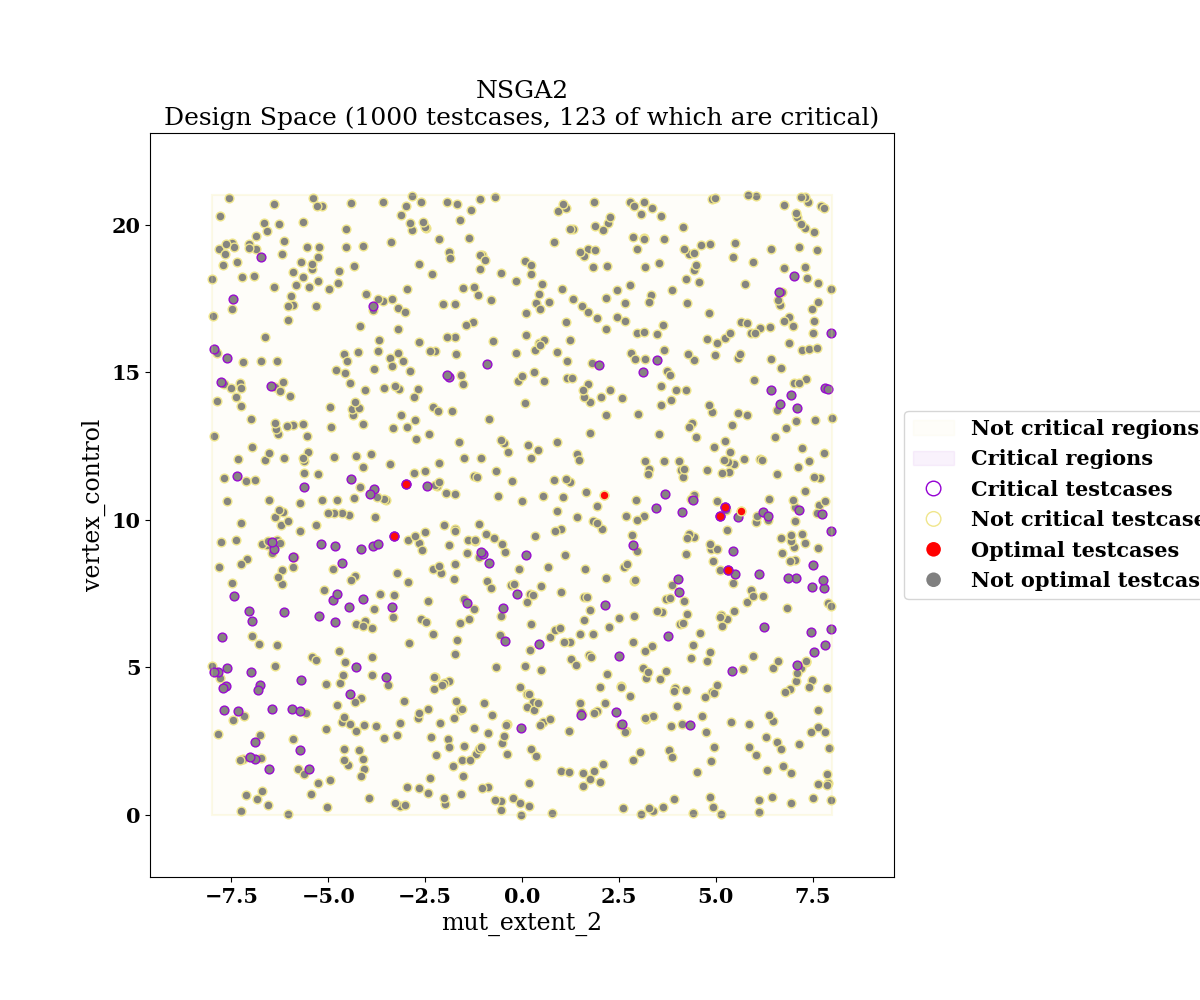 NSGA2
Design Space (1000 testcases, 123 of which are critical)
20
15
10
5
0
vertex_control
−7.5
−5.0
−2.5
0.0
2.5
5.0
7.5
mut_extent_2
Not critical regions
Critical regions
Critical testcases
Not critical testcase
Optimal testcases
Not optimal testcas